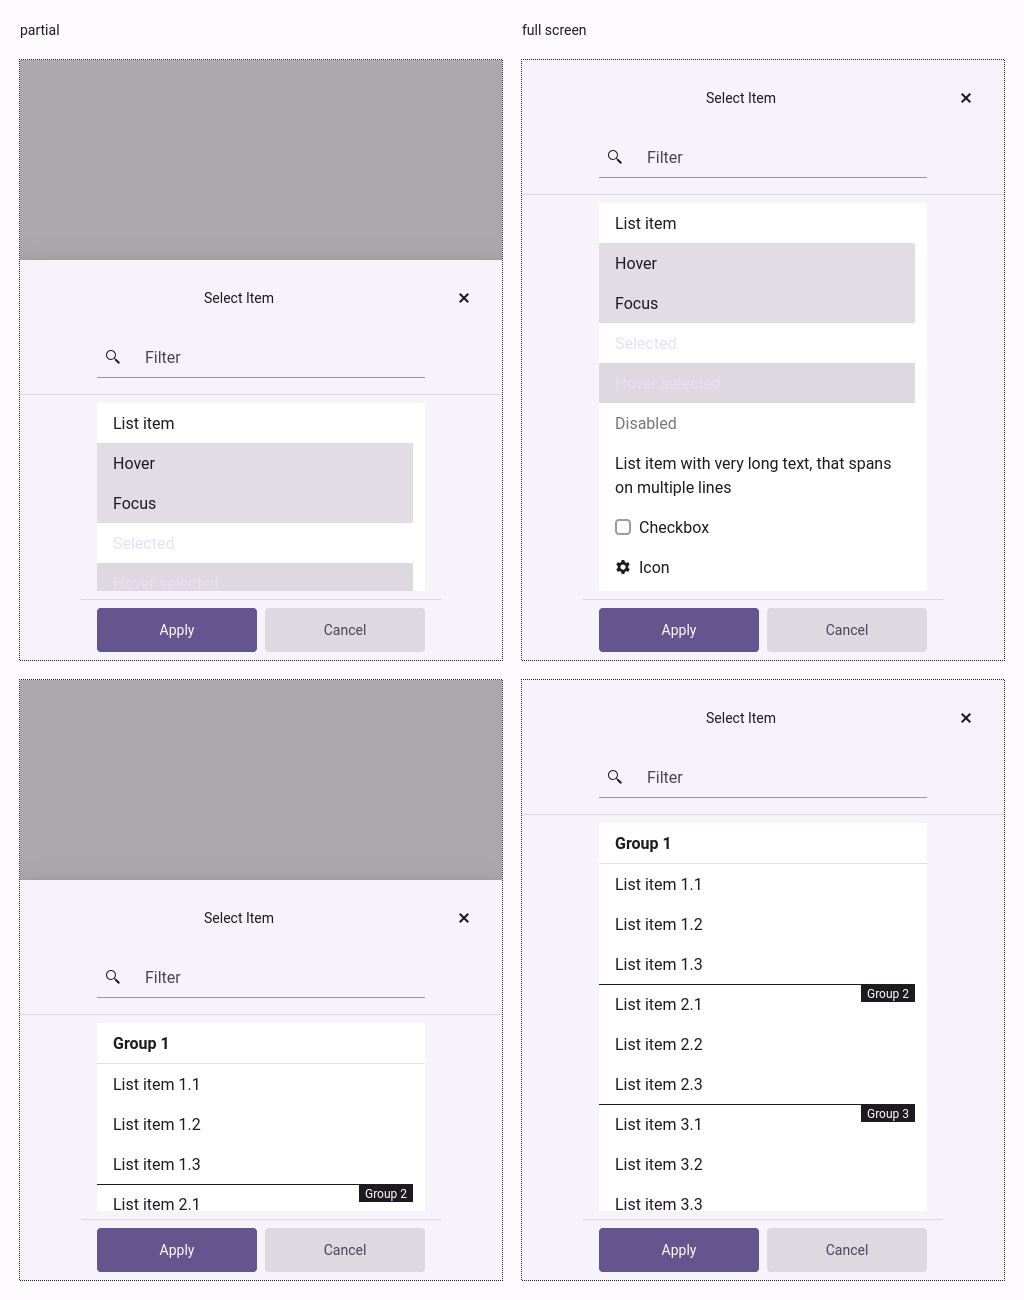 partial
full screen
Select Item
Filter
List item
Hover
Focus
Selected
Hover selected
Apply
Cancel
Select Item
Filter
List item
Hover
Focus
Selected
Hover selected
Disabled
List item with very long text, that spans
on multiple lines
Checkbox
Icon
Apply
Cancel
Select Item
Filter
Group 1
List item 1.1
List item 1.2
List item 1.3
Group 2
List item 2.1
Apply
Cancel
Select Item
Filter
Group 1
List item 1.1
List item 1.2
List item 1.3
Group 2
List item 2.1
List item 2.2
List item 2.3
Group 3
List item 3.1
List item 3.2
List item 3.3
Apply
Cancel